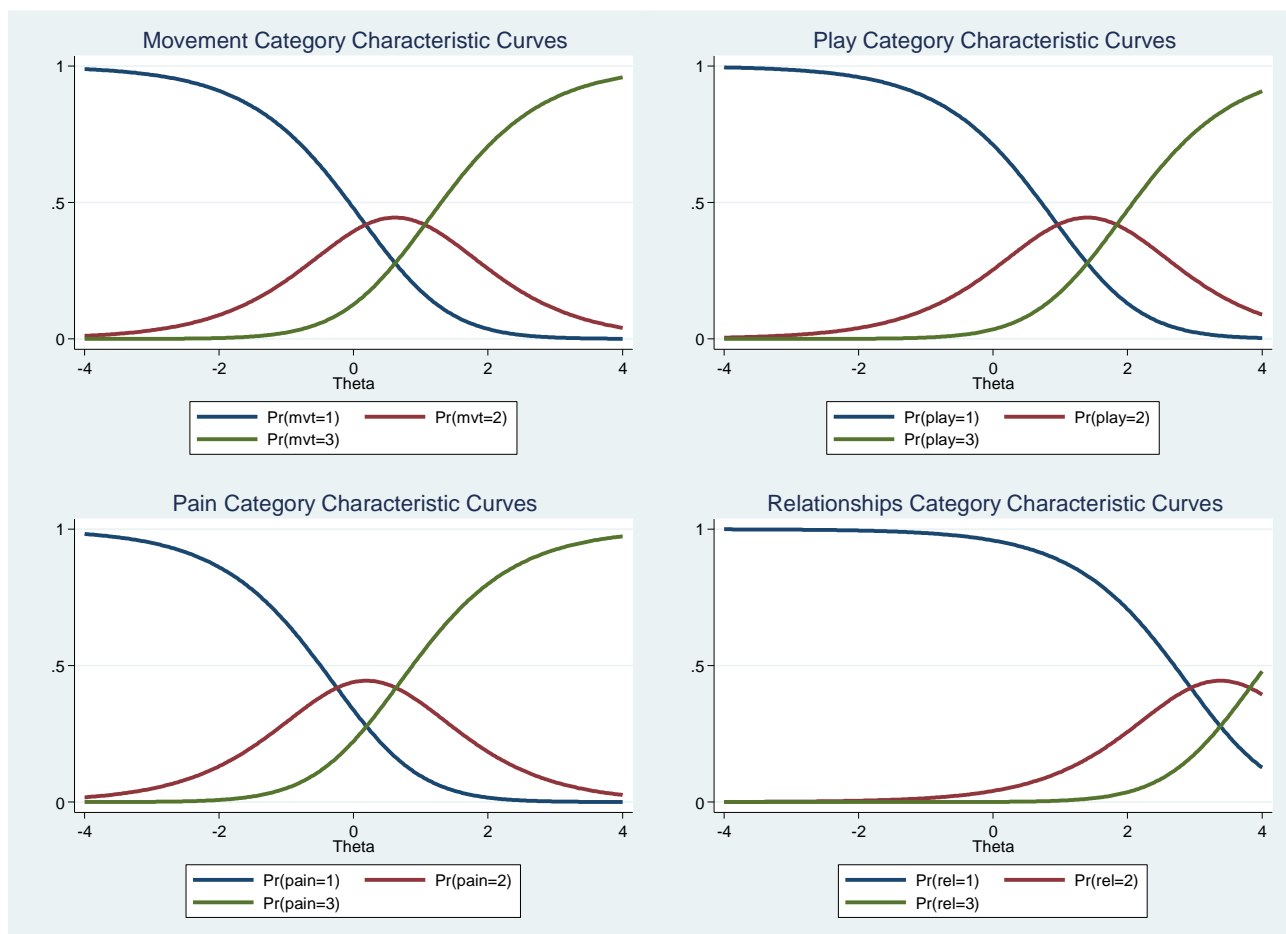 Movement Category Characteristic Curves
1
.5
0
-4 -2 0 2 4
Theta
Pr(mvt=1) Pr(mvt=2)
Pr(mvt=3)
Play Category Characteristic Curves
1
.5
0
-4 -2 0 2 4
Theta
Pr(play=1) Pr(play=2)
Pr(play=3)
Pain Category Characteristic Curves
1
.5
0
-4 -2 0 2 4
Theta
Pr(pain=1) Pr(pain=2)
Pr(pain=3)
Relationships Category Characteristic Curves
1
.5
0
-4 -2 0 2 4
Theta
Pr(rel=1) Pr(rel=2)
Pr(rel=3)